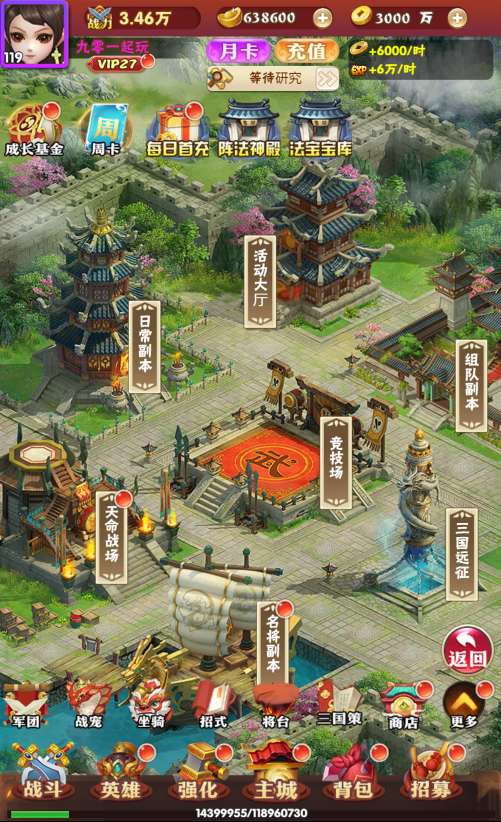 战力 3.46万
638600
3000 万
119
九零一起玩
VIP27
月卡
充值
+6000/时
等待研究
EXP +6万/时
成长基金
周
周卡
每日首充
阵法神殿
法宝宝库
活动大厅
日常副本
组队副本
武
竞技场
天命战场
三国远征
名将副本
返回
军团
战宠
坐骑
招式
将台
三国策
商店
更多
战斗
英雄
强化
主城
背包
招募
14399955/118960730